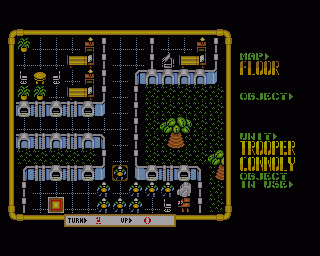 MAP>
FLOOR
OBJECT>
UNIT>
TROOPER
CONNOLY
OBJECT
IN USE>
TURN> 2 VP> 0